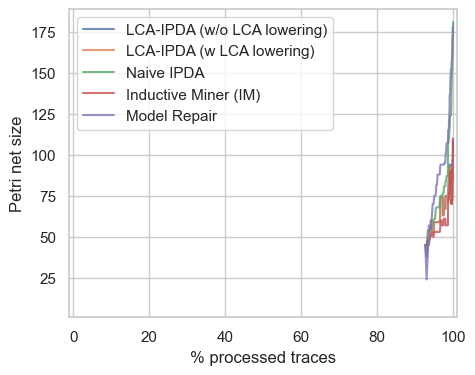 LCA-IPDA (w/o LCA lowering)
LCA-IPDA (w LCA lowering)
Naive IPDA
Inductive Miner (IM)
Model Repair
175
150
125
100
75
50
25
Petri net size
0 20 40 60 80 100
% processed traces